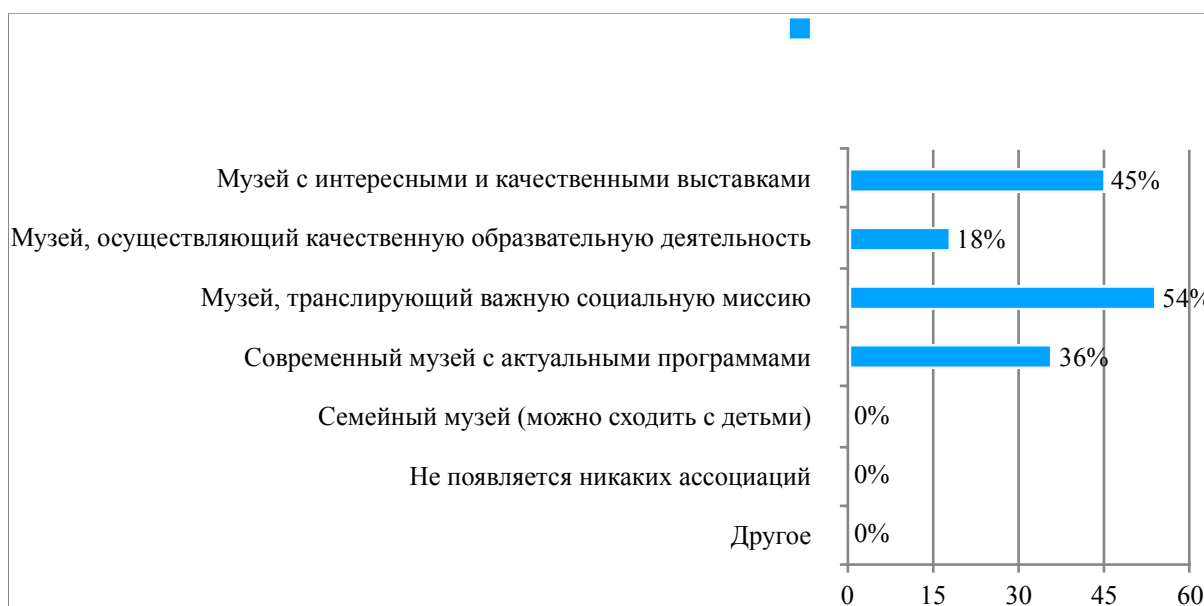 Музей с интересными и качественными выставками 45%
Музей, осуществляющий качественную образвательную деятельность 18%
Музей, транслирующий важную социальную миссию 54%
Современный музей с актуальными программами 36%
Семейный музей (можно сходить с детьми) 0%
Не появляется никаких ассоциаций 0%
Другое 0%
0 15 30 45 60